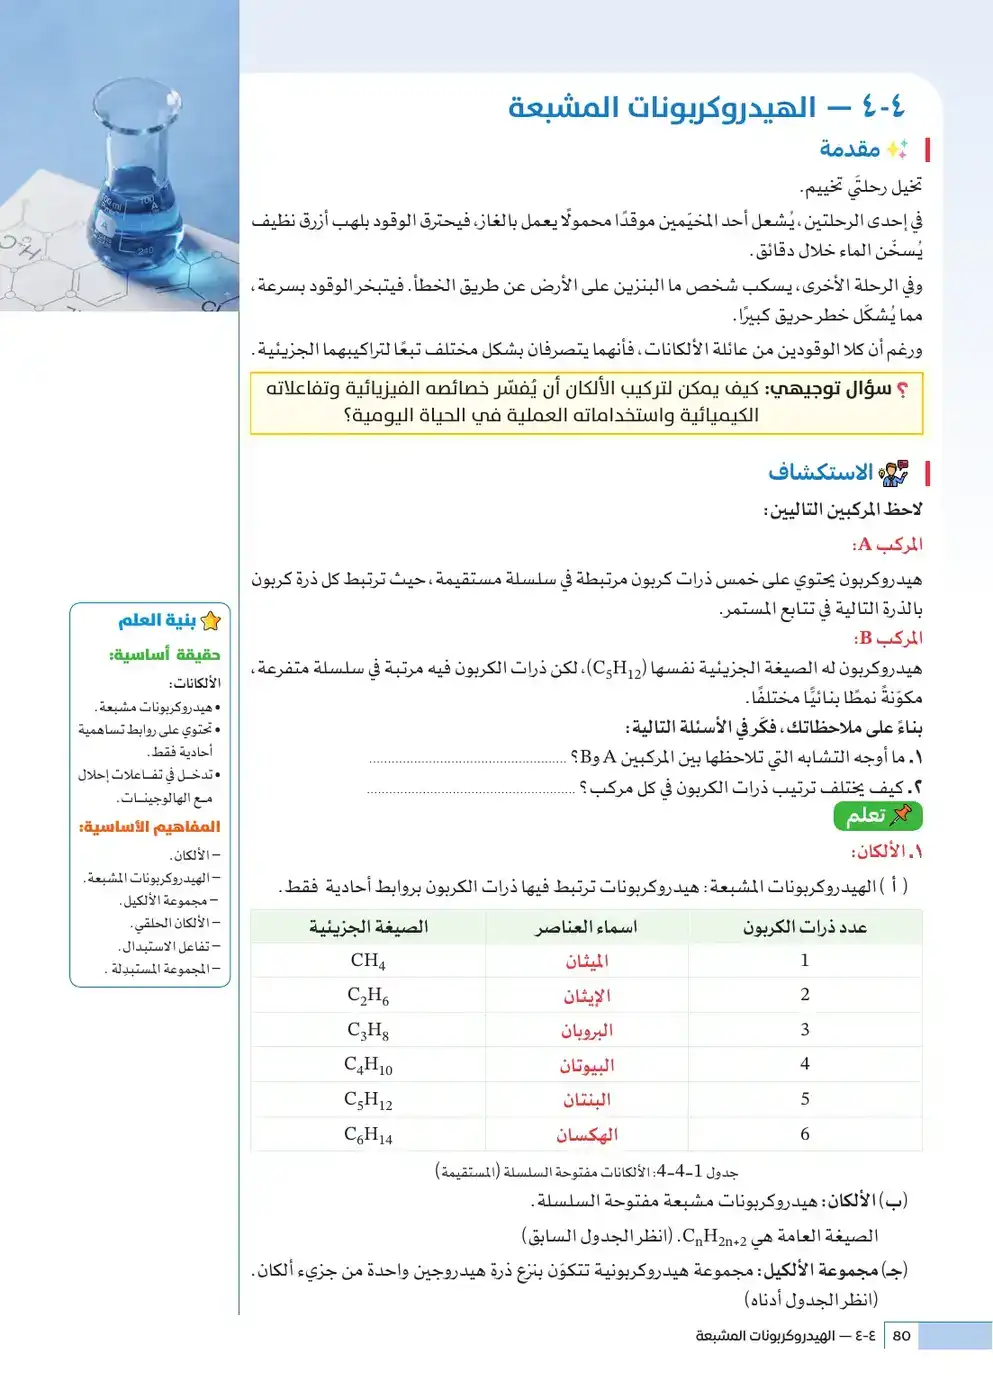 ٤-٤ — الهيدروكربونات المشبعة
مقدمة
تخيل رحلتَي تخييم.
في إحدى الرحلتين، يُشعل أحد المخيّمين موقدًا محمولًا يعمل بالغاز، فيحترق الوقود بلهب أزرق نظيف
يُسخّن الماء خلال دقائق.
وفي الرحلة الأخرى، يسكب شخص ما البنزين على الأرض عن طريق الخطأ. فيتبخر الوقود بسرعة،
مما يُشكّل خطر حريق كبيرًا.
ورغم أن كلا الوقودين من عائلة الألكانات، فأنهما يتصرفان بشكل مختلف تبعًا لتراكيبهما الجزيئية.
؟ سؤال توجيهي: كيف يمكن لتركيب الألكان أن يُفسّر خصائصه الفيزيائية وتفاعلاته
الكيميائية واستخداماته العملية في الحياة اليومية؟
الاستكشاف
لاحظ المركبين التاليين:
المركب A:
هيدروكربون يحتوي على خمس ذرات كربون مرتبطة في سلسلة مستقيمة، حيث ترتبط كل ذرة كربون
بالذرة التالية في تتابع المستمر.
المركب B:
هيدروكربون له الصيغة الجزيئية نفسها (C₅H₁₂)، لكن ذرات الكربون فيه مرتبة في سلسلة متفرعة،
مكوّنةً نمطًا بنائيًّا مختلفًا.
بناءً على ملاحظاتك، فكّر في الأسئلة التالية:
١. ما أوجه التشابه التي تلاحظها بين المركبين A وB؟ ......................................................
٢. كيف يختلف ترتيب ذرات الكربون في كل مركب؟ .........................................................
تعلم
١. الألكان:
( أ ) الهيدروكربونات المشبعة: هيدروكربونات ترتبط فيها ذرات الكربون بروابط أحادية فقط.
عدد ذرات الكربون اسماء العناصر الصيغة الجزيئية
1 الميثان CH₄
2 الإيثان C₂H₆
3 البروبان C₃H₈
4 البيوتان C₄H₁₀
5 البنتان C₅H₁₂
6 الهكسان C₆H₁₄
جدول 1-4-4: الألكانات مفتوحة السلسلة (المستقيمة)
(ب) الألكان: هيدروكربونات مشبعة مفتوحة السلسلة.
الصيغة العامة هي CₙH₂ₙ₊₂. (انظر الجدول السابق)
(جـ) مجموعة الألكيل: مجموعة هيدروكربونية تتكوّن بنزع ذرة هيدروجين واحدة من جزيء ألكان.
(انظر الجدول أدناه)
بنية العلم
حقيقة أساسية:
الألكانات:
• هيدروكربونات مشبعة.
• تحتوي على روابط تساهمية
أحادية فقط.
• تدخـل في تفـاعلات إحلال
مـع الهالوجينـات.
المفاهيم الأساسية:
– الألكان.
– الهيدروكربونات المشبعة.
– مجموعة الألكيل.
– الألكان الحلقي.
– تفاعل الاستبدال.
– المجموعة المستبدِلة .
80 ٤-٤ — الهيدروكربونات المشبعة